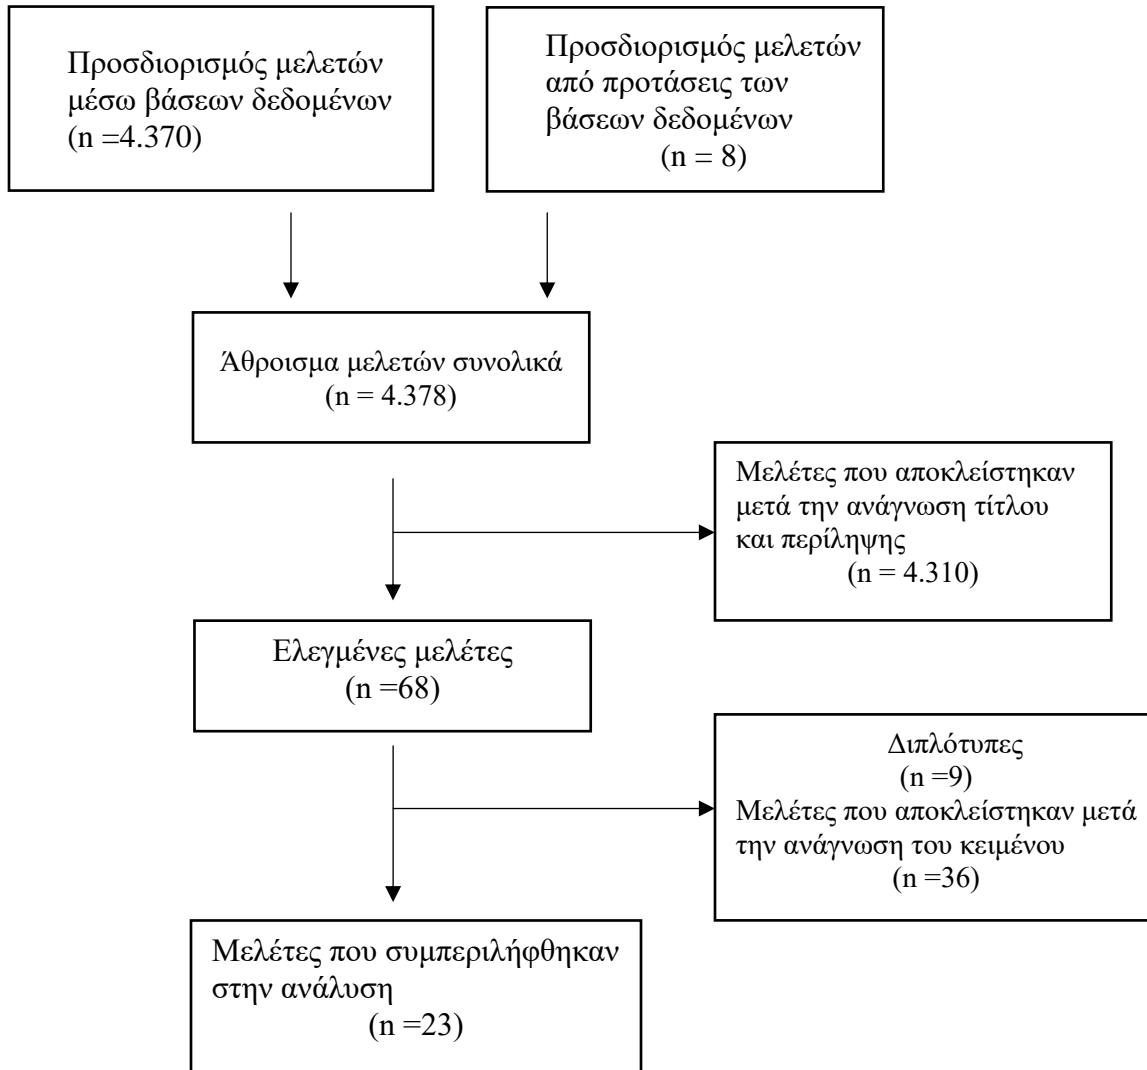 Προσδιορισμός μελετών
μέσω βάσεων δεδομένων
(n =4.370)
Προσδιορισμός μελετών
από προτάσεις των
βάσεων δεδομένων
(n = 8)
Άθροισμα μελετών συνολικά
(n = 4.378)
Μελέτες που αποκλείστηκαν
μετά την ανάγνωση τίτλου
και περίληψης
(n = 4.310)
Ελεγμένες μελέτες
(n =68)
Διπλότυπες
(n =9)
Μελέτες που αποκλείστηκαν μετά
την ανάγνωση του κειμένου
(n =36)
Μελέτες που συμπεριλήφθηκαν
στην ανάλυση
(n =23)